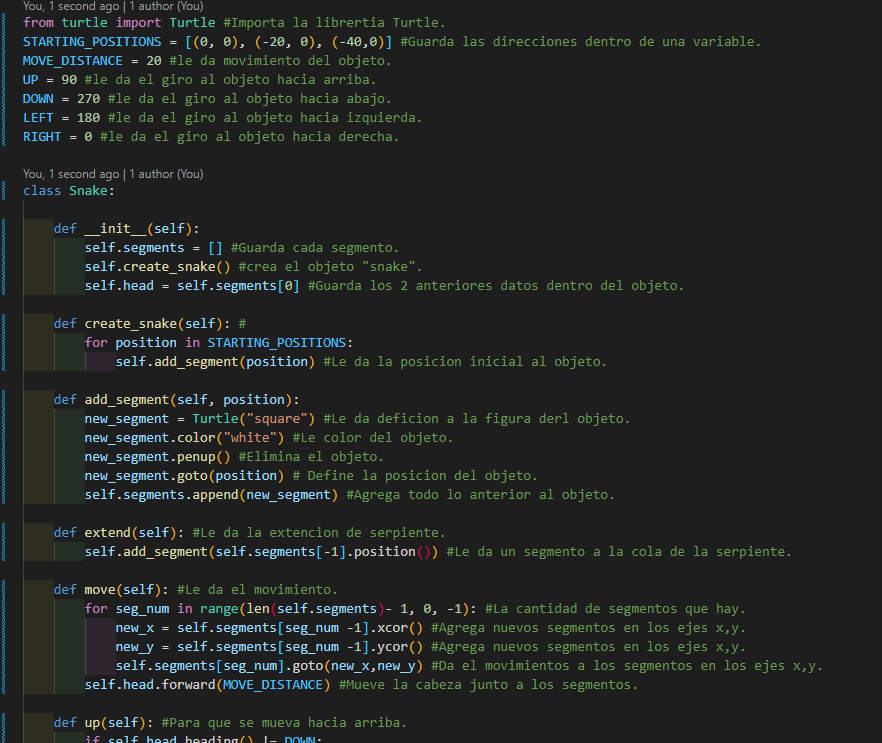 You, 1 second ago | 1 author (You)
from turtle import Turtle #Importa la librertia Turtle.
STARTING_POSITIONS = [(0, 0), (-20, 0), (-40,0)] #Guarda las direcciones dentro de una variable.
MOVE_DISTANCE = 20 #le da movimiento del objeto.
UP = 90 #le da el giro al objeto hacia arriba.
DOWN = 270 #le da el giro al objeto hacia abajo.
LEFT = 180 #le da el giro al objeto hacia izquierda.
RIGHT = 0 #le da el giro al objeto hacia derecha.
You, 1 second ago | 1 author (You)
class Snake:
def __init__(self):
self.segments = [] #Guarda cada segmento.
self.create_snake() #crea el objeto "snake".
self.head = self.segments[0] #Guarda los 2 anteriores datos dentro del objeto.
def create_snake(self): #
for position in STARTING_POSITIONS:
self.add_segment(position) #Le da la posicion inicial al objeto.
def add_segment(self, position):
new_segment = Turtle("square") #Le da deficion a la figura derl objeto.
new_segment.color("white") #Le color del objeto.
new_segment.penup() #Elimina el objeto.
new_segment.goto(position) # Define la posicion del objeto.
self.segments.append(new_segment) #Agrega todo lo anterior al objeto.
def extend(self): #Le da la extencion de serpiente.
self.add_segment(self.segments[-1].position()) #Le da un segmento a la cola de la serpiente.
def move(self): #Le da el movimiento.
for seg_num in range(len(self.segments)- 1, 0, -1): #La cantidad de segmentos que hay.
new_x = self.segments[seg_num -1].xcor() #Agrega nuevos segmentos en los ejes x,y.
new_y = self.segments[seg_num -1].ycor() #Agrega nuevos segmentos en los ejes x,y.
self.segments[seg_num].goto(new_x,new_y) #Da el movimientos a los segmentos en los ejes x,y.
self.head.forward(MOVE_DISTANCE) #Mueve la cabeza junto a los segmentos.
def up(self): #Para que se mueva hacia arriba.
if self.head.heading() != DOWN: